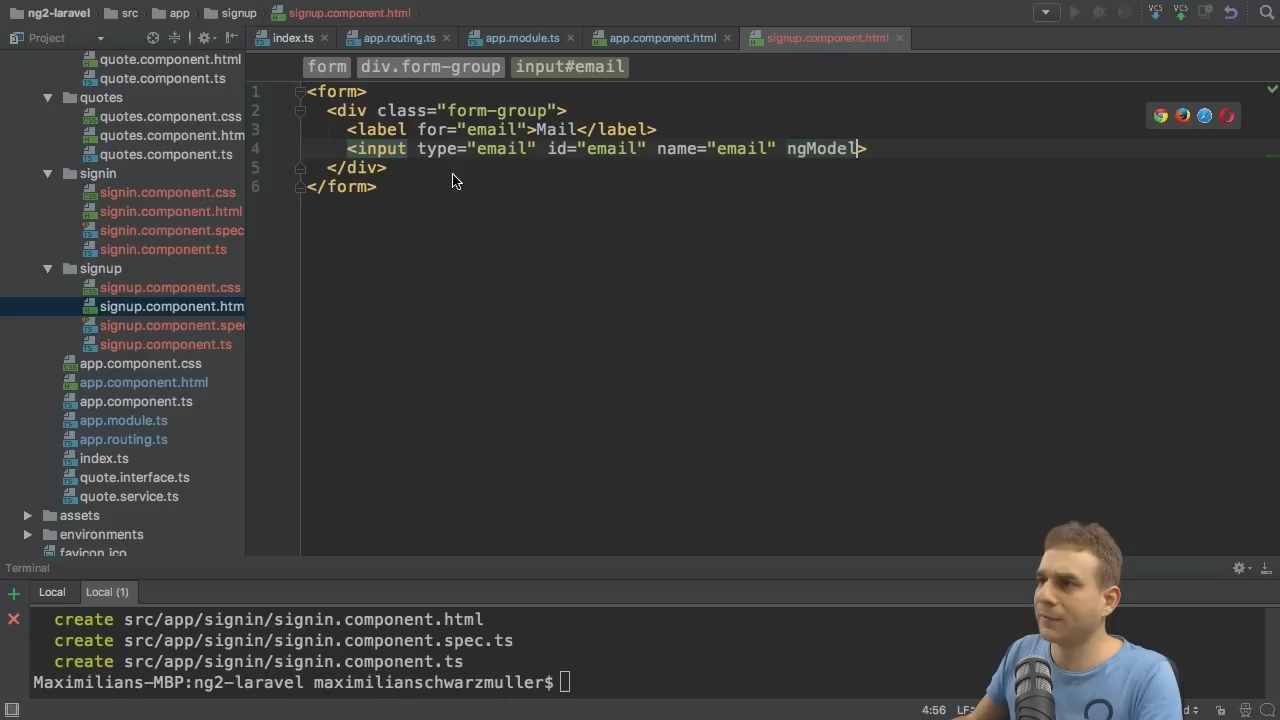 ng2-laravel src app signup signup.component.html
Project
index.ts app.routing.ts app.module.ts app.component.html signup.component.html
form div.form-group input#email
quote.component.html
quote.component.ts
quotes
quotes.component.css
quotes.component.htm
quotes.component.ts
signin
signin.component.css
signin.component.html
signin.component.spec
signin.component.ts
signup
signup.component.css
signup.component.htm
signup.component.spec
signup.component.ts
app.component.css
app.component.html
app.component.ts
app.module.ts
app.routing.ts
index.ts
quote.interface.ts
quote.service.ts
assets
environments
favicon.ico
1 <form>
2 <div class="form-group">
3 <label for="email">Mail</label>
4 <input type="email" id="email" name="email" ngModel>
5 </div>
6 </form>
VCS VCS
Terminal
Local Local (1)
create src/app/signin/signin.component.html
create src/app/signin/signin.component.spec.ts
create src/app/signin/signin.component.ts
Maximilians-MBP:ng2-laravel maximilianschwarzmuller$
4:56 LF